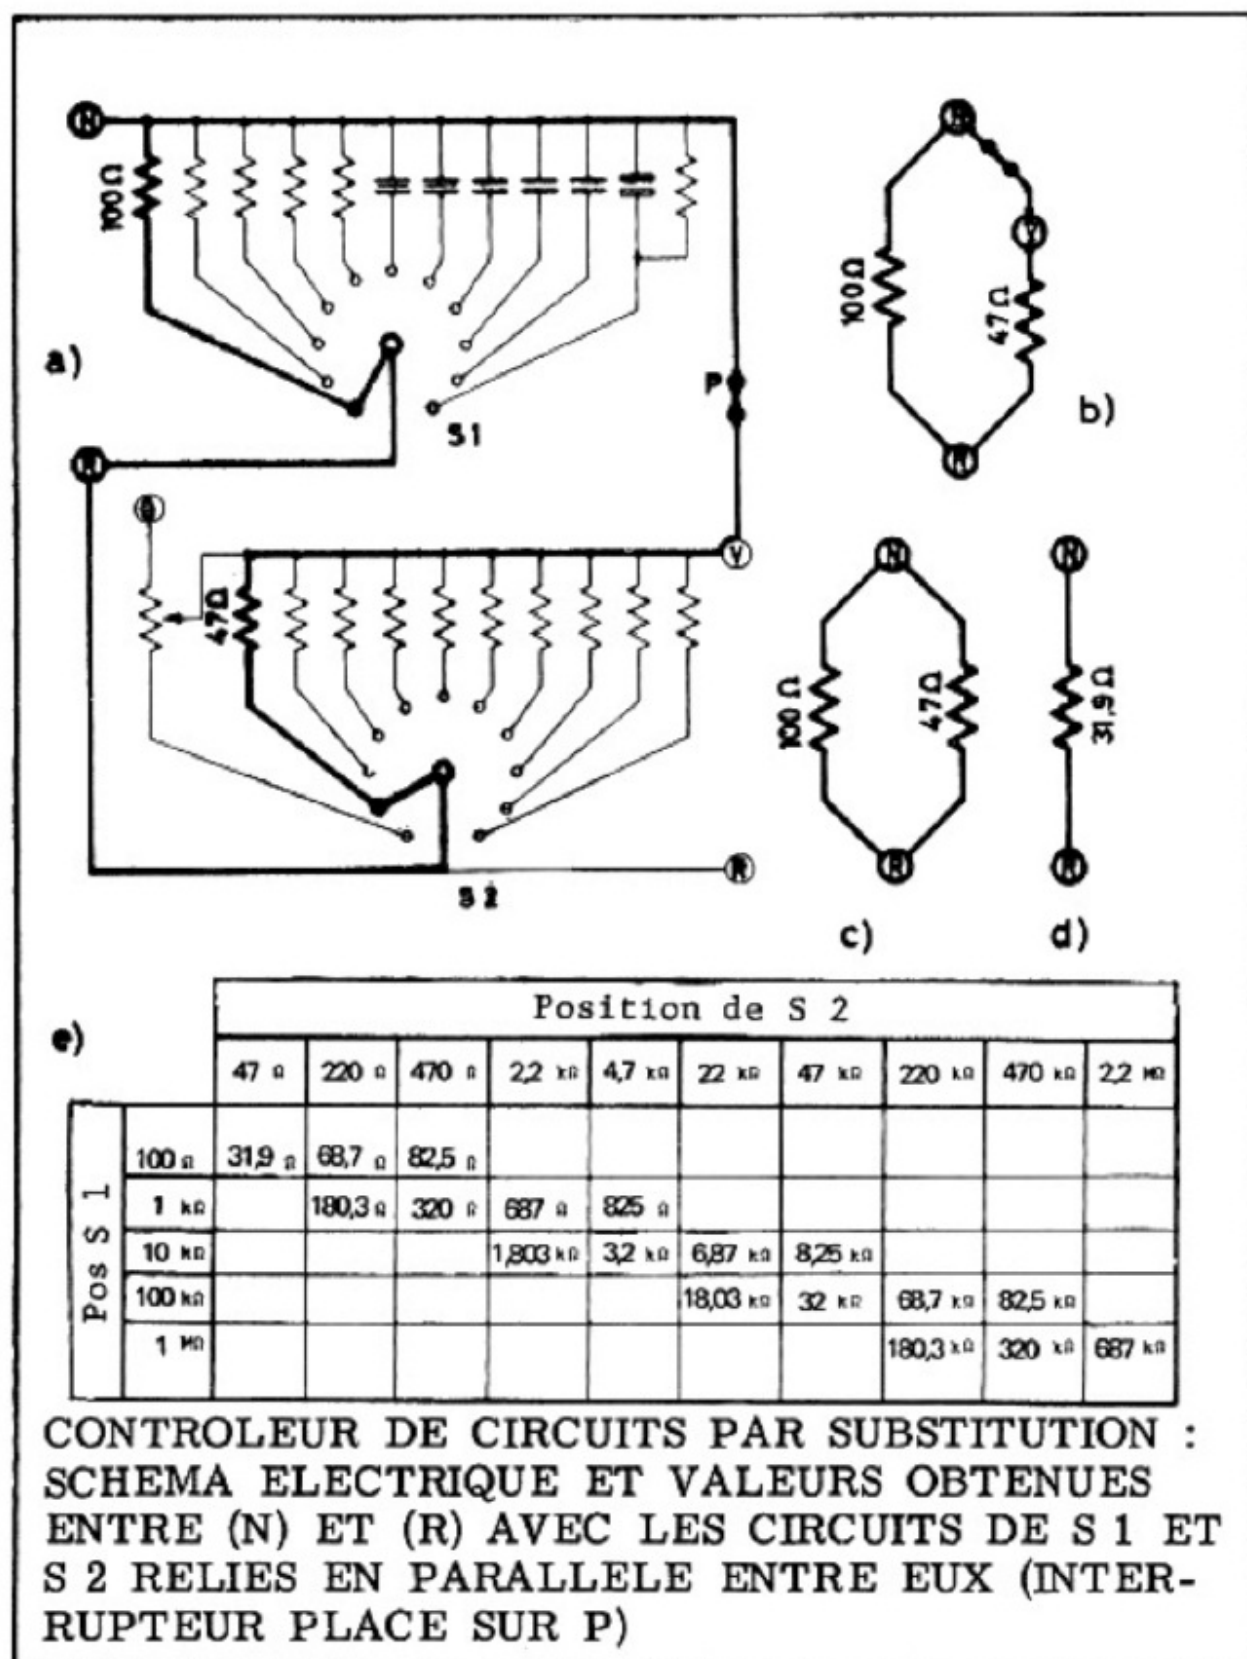 N
100 Ω
a)
P
S 1
R
V
47 Ω
S 2
R
100 Ω
V
47 Ω
b)
N
100 Ω
47 Ω
R
c)
N
31,9 Ω
R
d)
e)
Position de S 2
47 Ω 220 Ω 470 Ω 2,2 kΩ 4,7 kΩ 22 kΩ 47 kΩ 220 kΩ 470 kΩ 2,2 MΩ
Pos S 1
100 Ω 31,9 Ω 68,7 Ω 82,5 Ω
1 kΩ 180,3 Ω 320 Ω 687 Ω 825 Ω
10 kΩ 1,803 kΩ 3,2 kΩ 6,87 kΩ 8,25 kΩ
100 kΩ 18,03 kΩ 32 kΩ 68,7 kΩ 82,5 kΩ
1 MΩ 180,3 kΩ 320 kΩ 687 kΩ
CONTROLEUR DE CIRCUITS PAR SUBSTITUTION :
SCHEMA ELECTRIQUE ET VALEURS OBTENUES
ENTRE (N) ET (R) AVEC LES CIRCUITS DE S 1 ET
S 2 RELIES EN PARALLELE ENTRE EUX (INTER-
RUPTEUR PLACE SUR P)